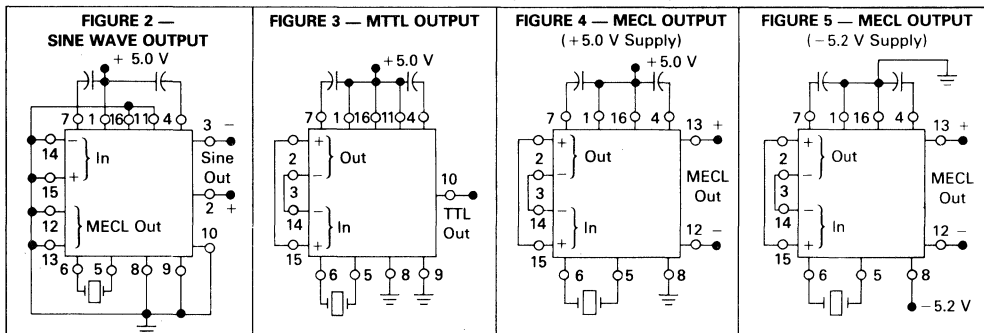 FIGURE 2 —
SINE WAVE OUTPUT
+ 5.0 V
7 1 16 11 4
3 −
− 14
In
Sine
Out
15 +
2 +
12
MECL Out
10
13
6 5 8 9
FIGURE 3 — MTTL OUTPUT
+5.0 V
7 1 16 11 4
+
2
Out
−
3
10
−
14
TTL
Out
In
+
15
6 5 8 9
FIGURE 4 — MECL OUTPUT
(+5.0 V Supply)
+5.0 V
7 1 16 4
13 +
+
2
Out
−
3
MECL
Out
−
14
In
+
12 −
15
6 5 8
FIGURE 5 — MECL OUTPUT
(−5.2 V Supply)
7 1 16 4
13 +
+
2
Out
−
3
MECL
Out
−
14
In
+
12 −
15
6 5 8
−5.2 V